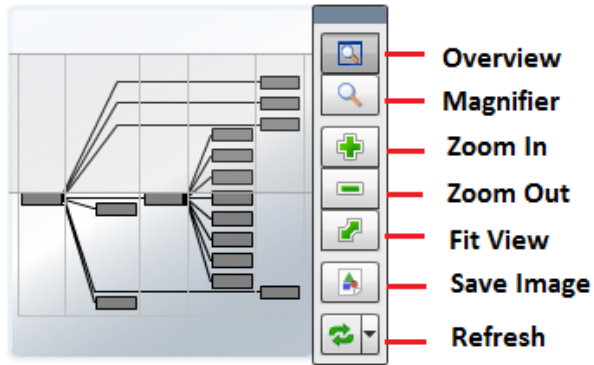 Overview
Magnifier
Zoom In
Zoom Out
Fit View
Save Image
Refresh